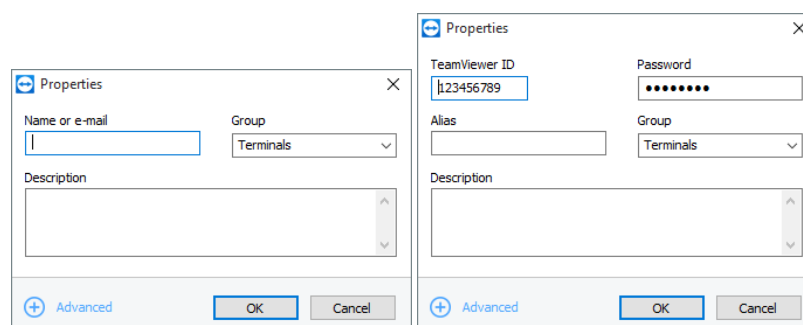 Properties
Name or e-mail Group
Terminals
Description
Advanced OK Cancel
Properties
TeamViewer ID Password
123456789 ••••••••
Alias Group
Terminals
Description
Advanced OK Cancel